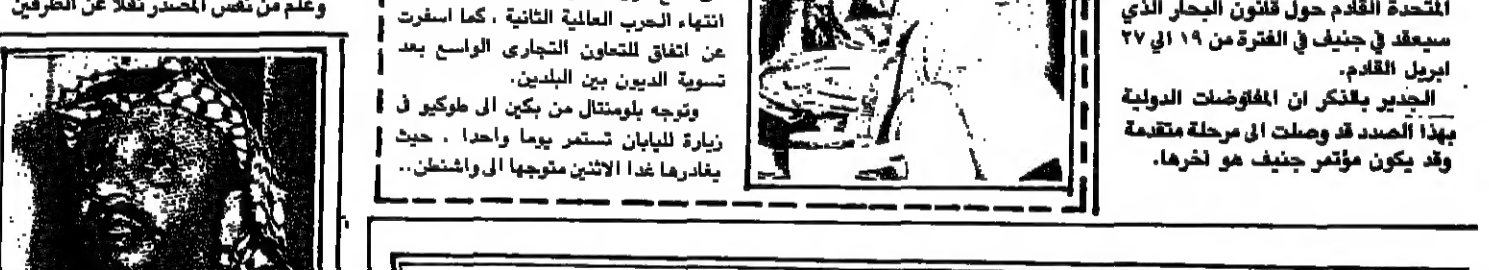 المتحدة القادم حول قانون البحار الذي
سيعقد في جنيف في الفترة من ١٩ الي ٢٧
ابريل القادم.
الجدير بالذكر ان المفاوضات الدولية
بهذا الصدد قد وصلت الى مرحلة متقدمة
وقد يكون مؤتمر جنيف هو آخرها.
انتهاء الحرب العالمية الثانية ، كما اسفرت
عن اتفاق للتعاون التجارى الواسع بعد
تسوية الديون بين البلدين.
وتوجه بلومنتال من بكين الى طوكيو فى
زيارة لليابان تستمر يوما واحدا . حيث
يغادرها غدا الاثنين متوجها الى واشنطن..
وعلم من نفس المصدر نقلا عن الطرفين